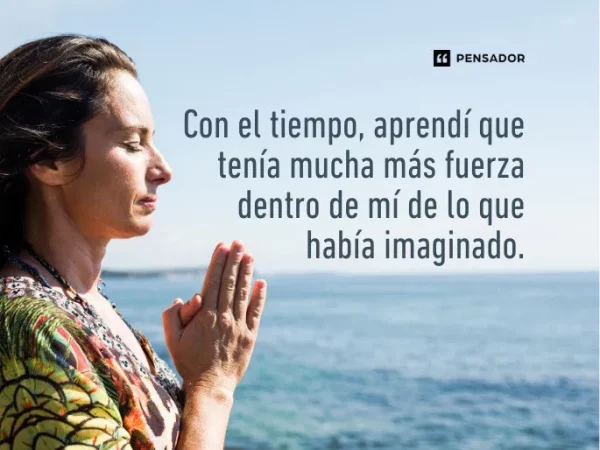 PENSADOR
Con el tiempo, aprendí que
tenía mucha más fuerza
dentro de mí de lo que
había imaginado.